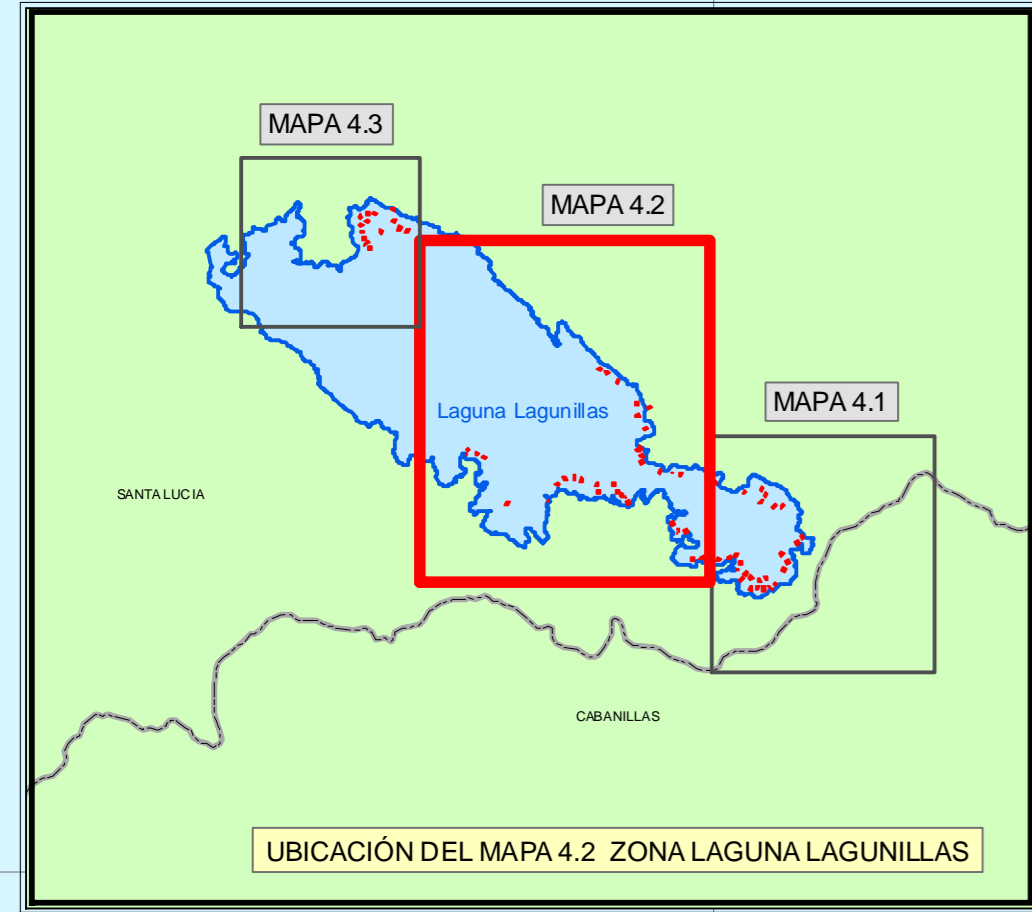 MAPA 4.3
MAPA 4.2
MAPA 4.1
Laguna Lagunillas
SANTA LUCIA
CABANILLAS
UBICACIÓN DEL MAPA 4.2 ZONA LAGUNA LAGUNILLAS